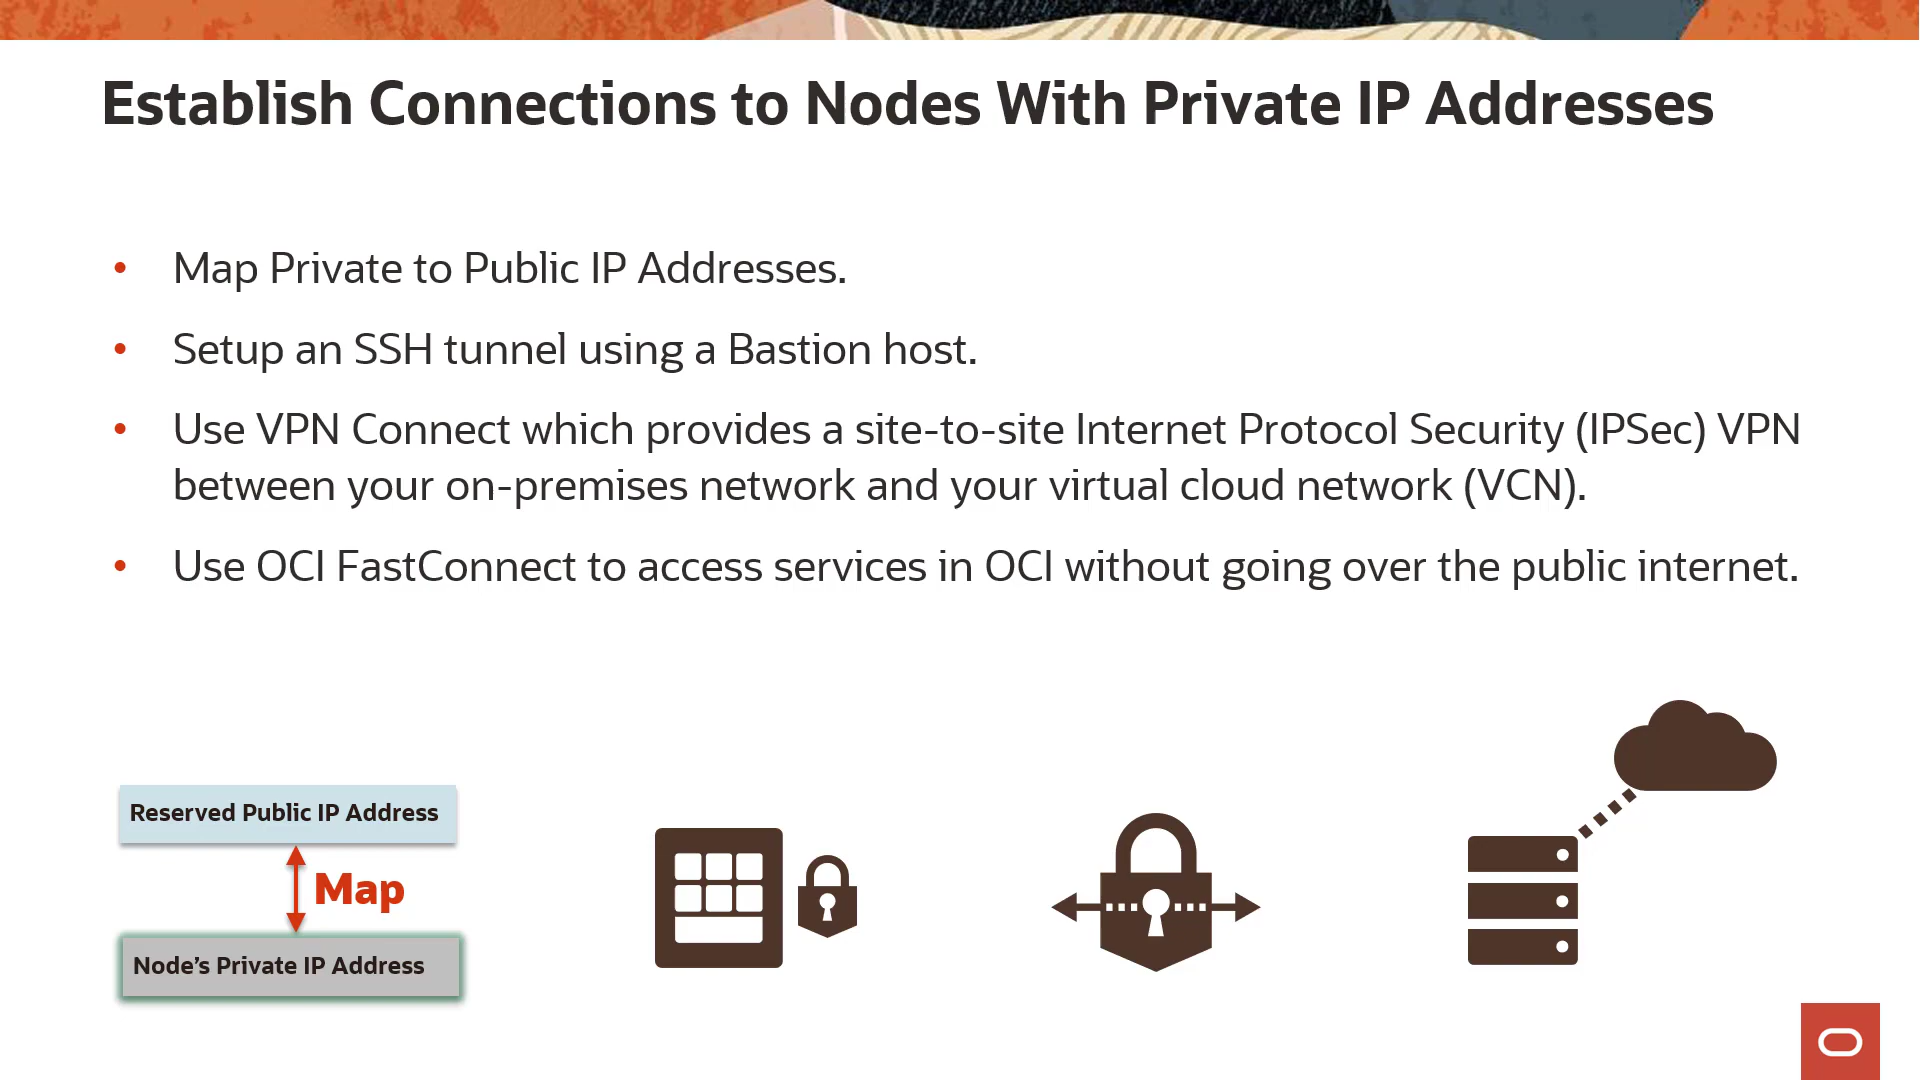 Establish Connections to Nodes With Private IP Addresses
• Map Private to Public IP Addresses.
• Setup an SSH tunnel using a Bastion host.
• Use VPN Connect which provides a site-to-site Internet Protocol Security (IPSec) VPN
between your on-premises network and your virtual cloud network (VCN).
• Use OCI FastConnect to access services in OCI without going over the public internet.
Reserved Public IP Address
Map
Node’s Private IP Address